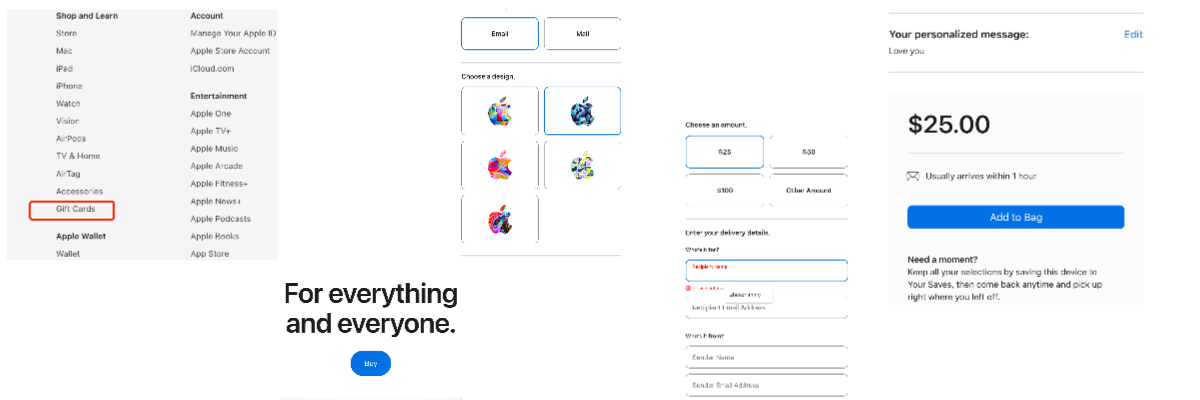 Shop and Learn
Store
Mac
iPad
iPhone
Watch
Vision
AirPods
TV & Home
AirTag
Accessories
Gift Cards
Apple Wallet
Wallet
Account
Manage Your Apple ID
Apple Store Account
iCloud.com
Entertainment
Apple One
Apple TV+
Apple Music
Apple Arcade
Apple Fitness+
Apple News+
Apple Podcasts
Apple Books
App Store
For everything
and everyone.
Buy
Email
Mail
Choose a design.
Choose an amount.
$25
$50
$100
Other Amount
Enter your delivery details.
Who's it for?
Recipient Name
Recipient Email Address
Who's it from?
Sender Name
Sender Email Address
Your personalized message:
Edit
Love you
$25.00
Usually arrives within 1 hour
Add to Bag
Need a moment?
Keep all your selections by saving this device to
Your Saves, then come back anytime and pick up
right where you left off.